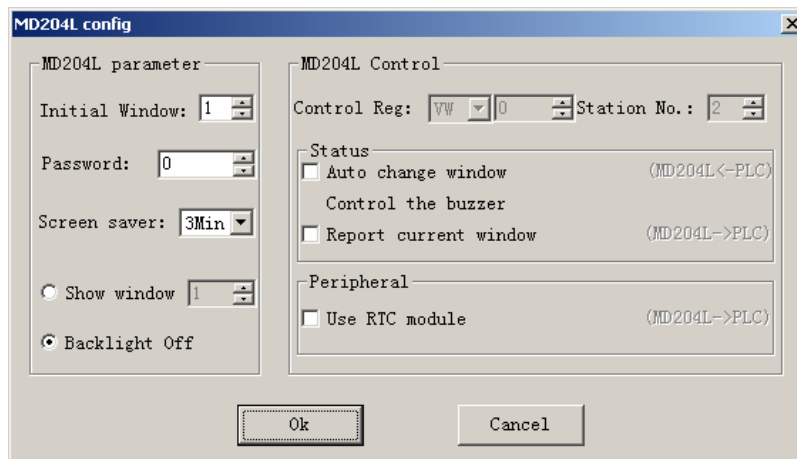 MD204L config
MD204L parameter
Initial Window: 1
Password: 0
Screen saver: 3Min
Show window 1
Backlight Off
MD204L Control
Control Reg: VW 0 Station No.: 2
Status
Auto change window (MD204L<-PLC)
Control the buzzer
Report current window (MD204L->PLC)
Peripheral
Use RTC module (MD204L->PLC)
Ok Cancel